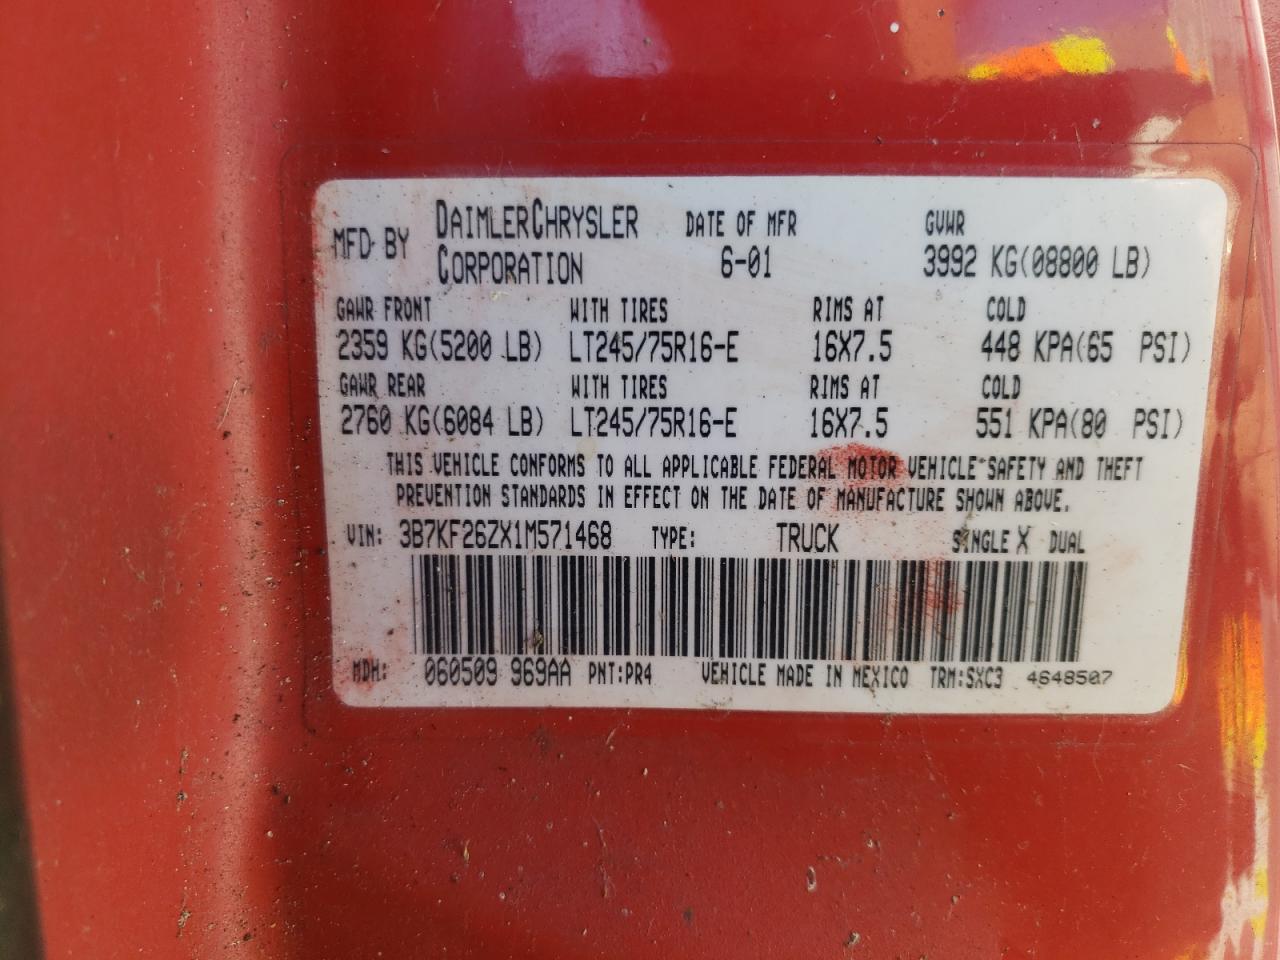 MFD BY DAIMLERCHRYSLER CORPORATION DATE OF MFR 6-01 GVWR 3992 KG(08800 LB)
GAWR FRONT WITH TIRES RIMS AT COLD
2359 KG(5200 LB) LT245/75R16-E 16X7.5 448 KPA(65 PSI)
GAWR REAR WITH TIRES RIMS AT COLD
2760 KG(6084 LB) LT245/75R16-E 16X7.5 551 KPA(80 PSI)
THIS VEHICLE CONFORMS TO ALL APPLICABLE FEDERAL MOTOR VEHICLE SAFETY AND THEFT
PREVENTION STANDARDS IN EFFECT ON THE DATE OF MANUFACTURE SHOWN ABOVE.
VIN: 3B7KF26ZX1M571468 TYPE: TRUCK SINGLE X DUAL
MDH: 060509 969AA PNT:PR4 VEHICLE MADE IN MEXICO TRM:SXC3 4648507